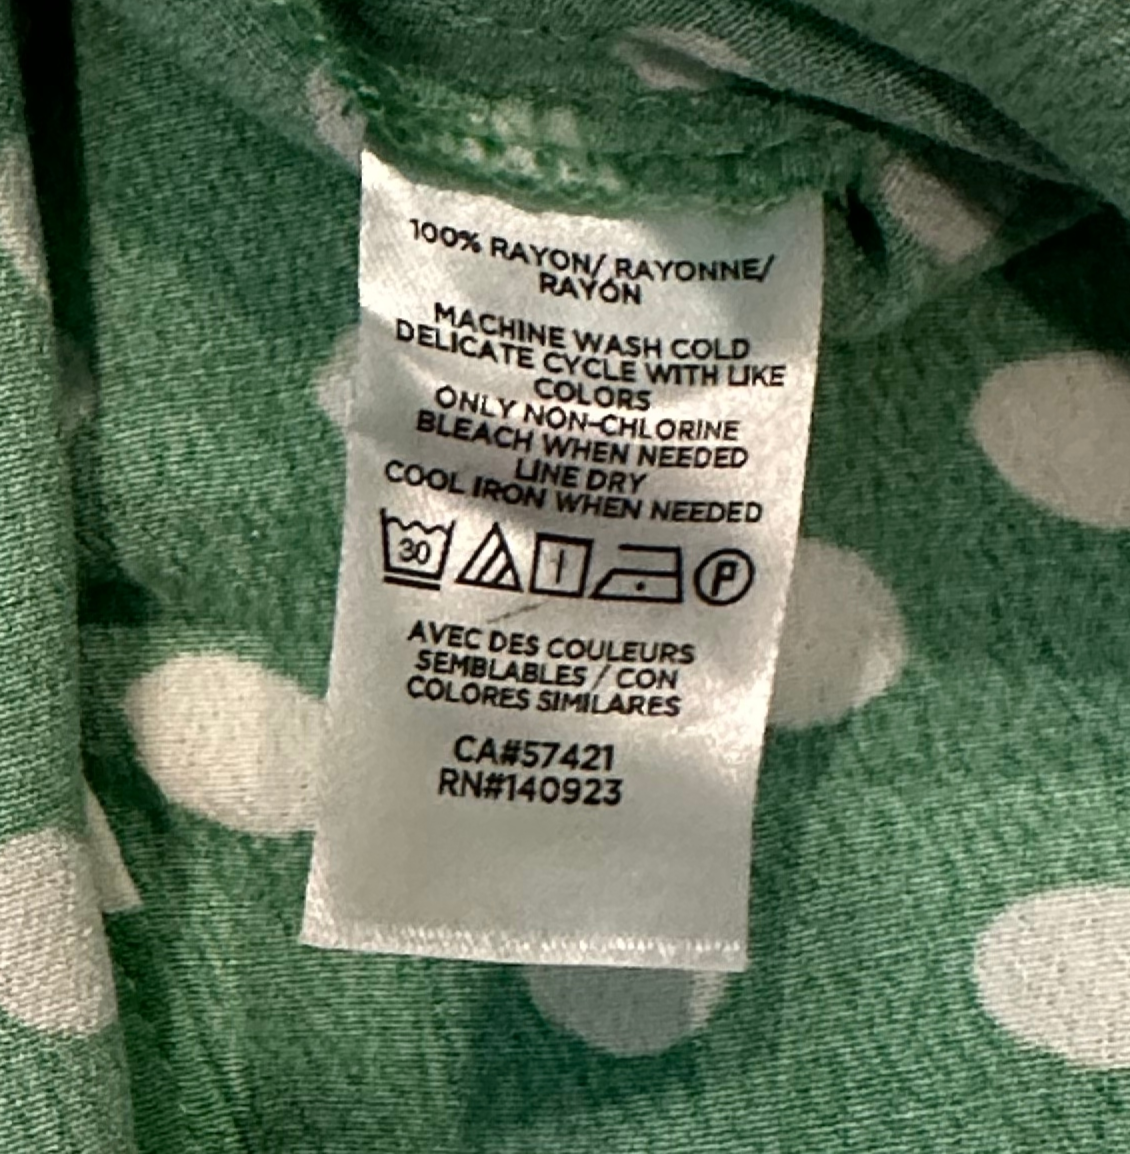 100% RAYON/ RAYONNE/
RAYÓN
MACHINE WASH COLD
DELICATE CYCLE WITH LIKE
COLORS
ONLY NON-CHLORINE
BLEACH WHEN NEEDED
LINE DRY
COOL IRON WHEN NEEDED
30 P
AVEC DES COULEURS
SEMBLABLES / CON
COLORES SIMILARES
CA#57421
RN#140923